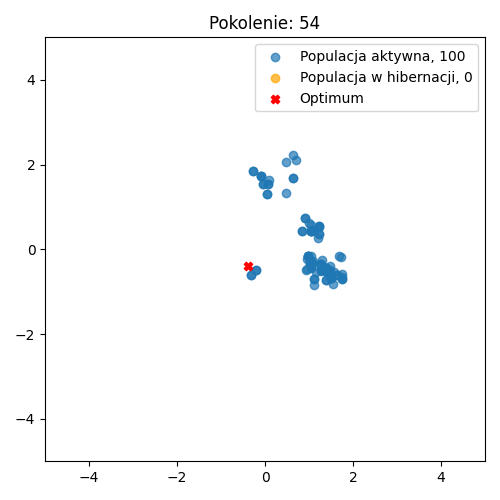 Pokolenie: 54
Populacja aktywna, 100
Populacja w hibernacji, 0
Optimum
4
2
0
−2
−4
−4 −2 0 2 4